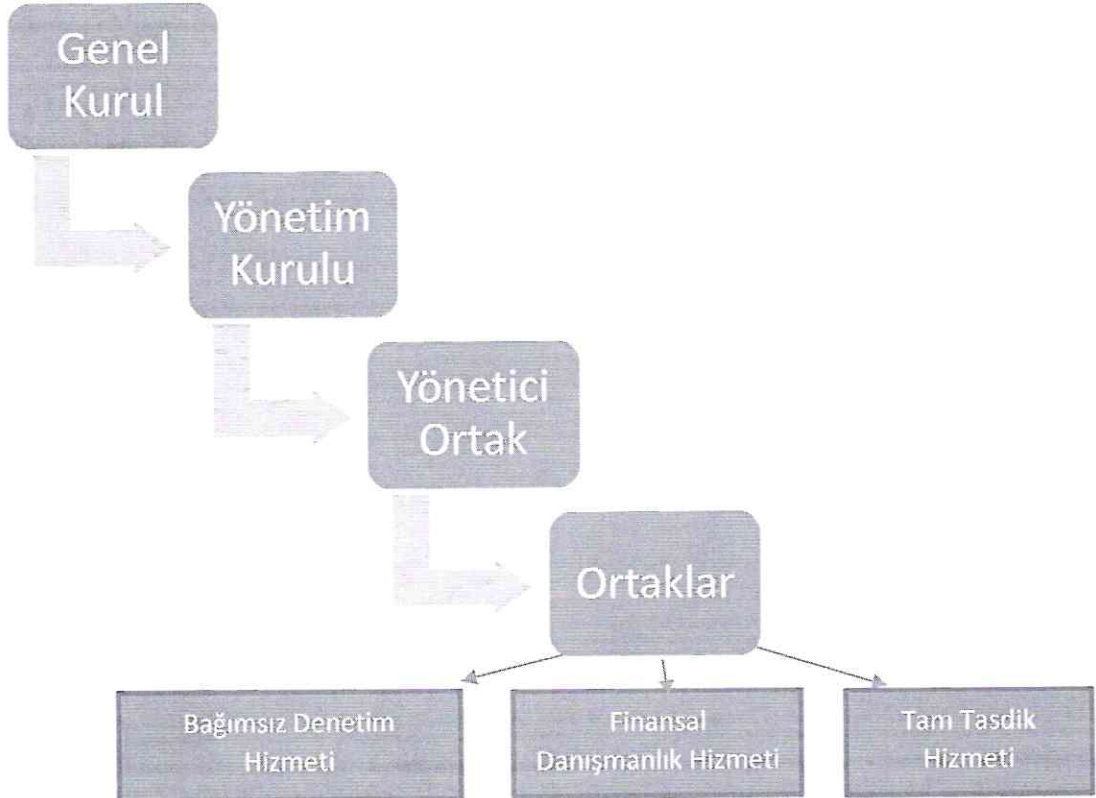 Genel
Kurul
Yönetim
Kurulu
Yönetici
Ortak
Ortaklar
Bağımsız Denetim
Hizmeti
Finansal
Danışmanlık Hizmeti
Tam Tasdik
Hizmeti